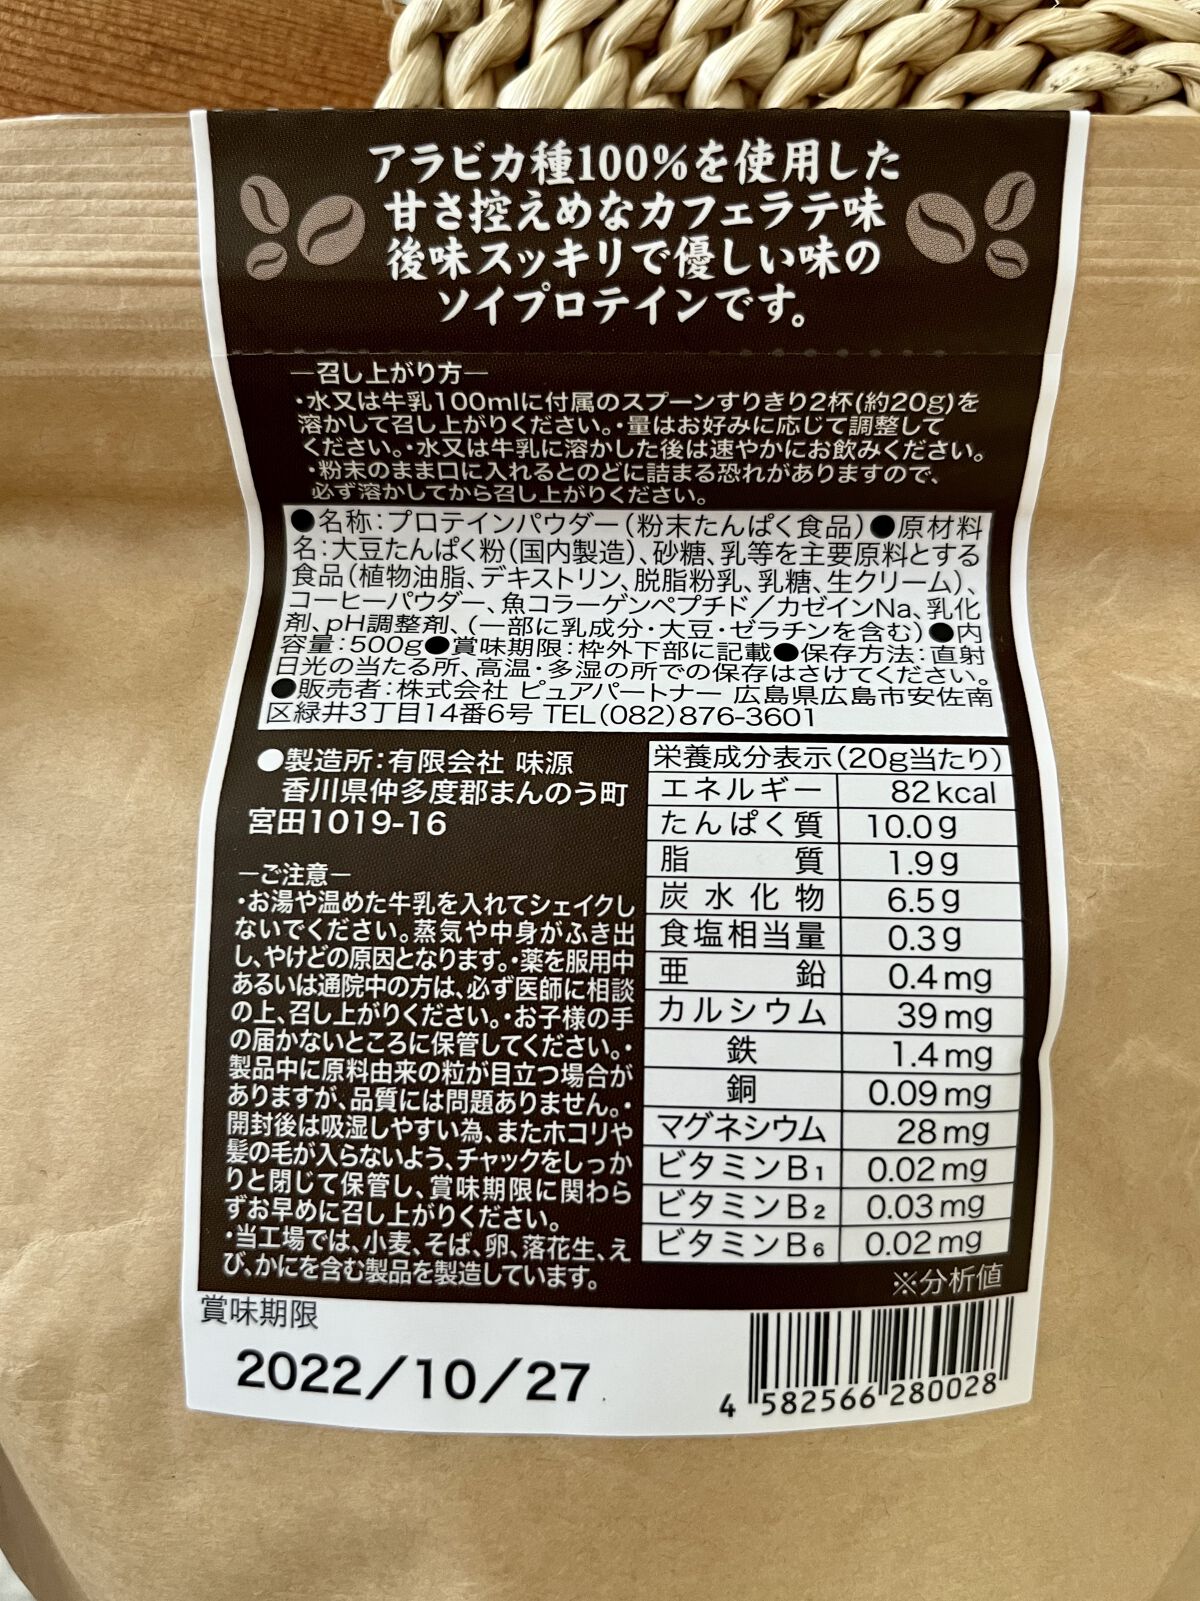 アラビカ種100%を使用した
甘さ控えめなカフェラテ味
後味スッキリで優しい味の
ソイプロテインです。
―召し上がり方―
・水又は牛乳100mlに付属のスプーンすりきり2杯(約20g)を
溶かして召し上がりください。・量はお好みに応じて調整して
ください。・水又は牛乳に溶かした後は速やかにお飲みください。
・粉末のまま口に入れるとのどに詰まる恐れがありますので、
必ず溶かしてから召し上がりください。
●名称：プロテインパウダー(粉末たんぱく食品)●原材料
名：大豆たんぱく粉(国内製造)、砂糖、乳等を主要原料とする
食品(植物油脂、デキストリン、脱脂粉乳、乳糖、生クリーム)、
コーヒーパウダー、魚コラーゲンペプチド／カゼインNa、乳化
剤、pH調整剤、(一部に乳成分・大豆・ゼラチンを含む)●内
容量：500g●賞味期限：枠外下部に記載●保存方法：直射
日光の当たる所、高温・多湿の所での保存はさけてください。
●販売者：株式会社 ピュアパートナー 広島県広島市安佐南
区緑井3丁目14番6号 TEL(082)876-3601
●製造所：有限会社 味源
香川県仲多度郡まんのう町
宮田1019-16
―ご注意―
・お湯や温めた牛乳を入れてシェイクし
ないでください。蒸気や中身がふき出
し、やけどの原因となります。・薬を服用中
あるいは通院中の方は、必ず医師に相談
の上、召し上がりください。・お子様の手
の届かないところに保管してください。・
製品中に原料由来の粒が目立つ場合が
ありますが、品質には問題ありません。・
開封後は吸湿しやすい為、またホコリや
髪の毛が入らないよう、チャックをしっか
りと閉じて保管し、賞味期限に関わら
ずお早めに召し上がりください。
・当工場では、小麦、そば、卵、落花生、え
び、かにを含む製品を製造しています。
栄養成分表示(20g当たり)
エネルギー 82kcal
たんぱく質 10.0g
脂質 1.9g
炭水化物 6.5g
食塩相当量 0.3g
亜鉛 0.4mg
カルシウム 39mg
鉄 1.4mg
銅 0.09mg
マグネシウム 28mg
ビタミンB1 0.02mg
ビタミンB2 0.03mg
ビタミンB6 0.02mg
※分析値
賞味期限
2022/10/27
4 582566 280028